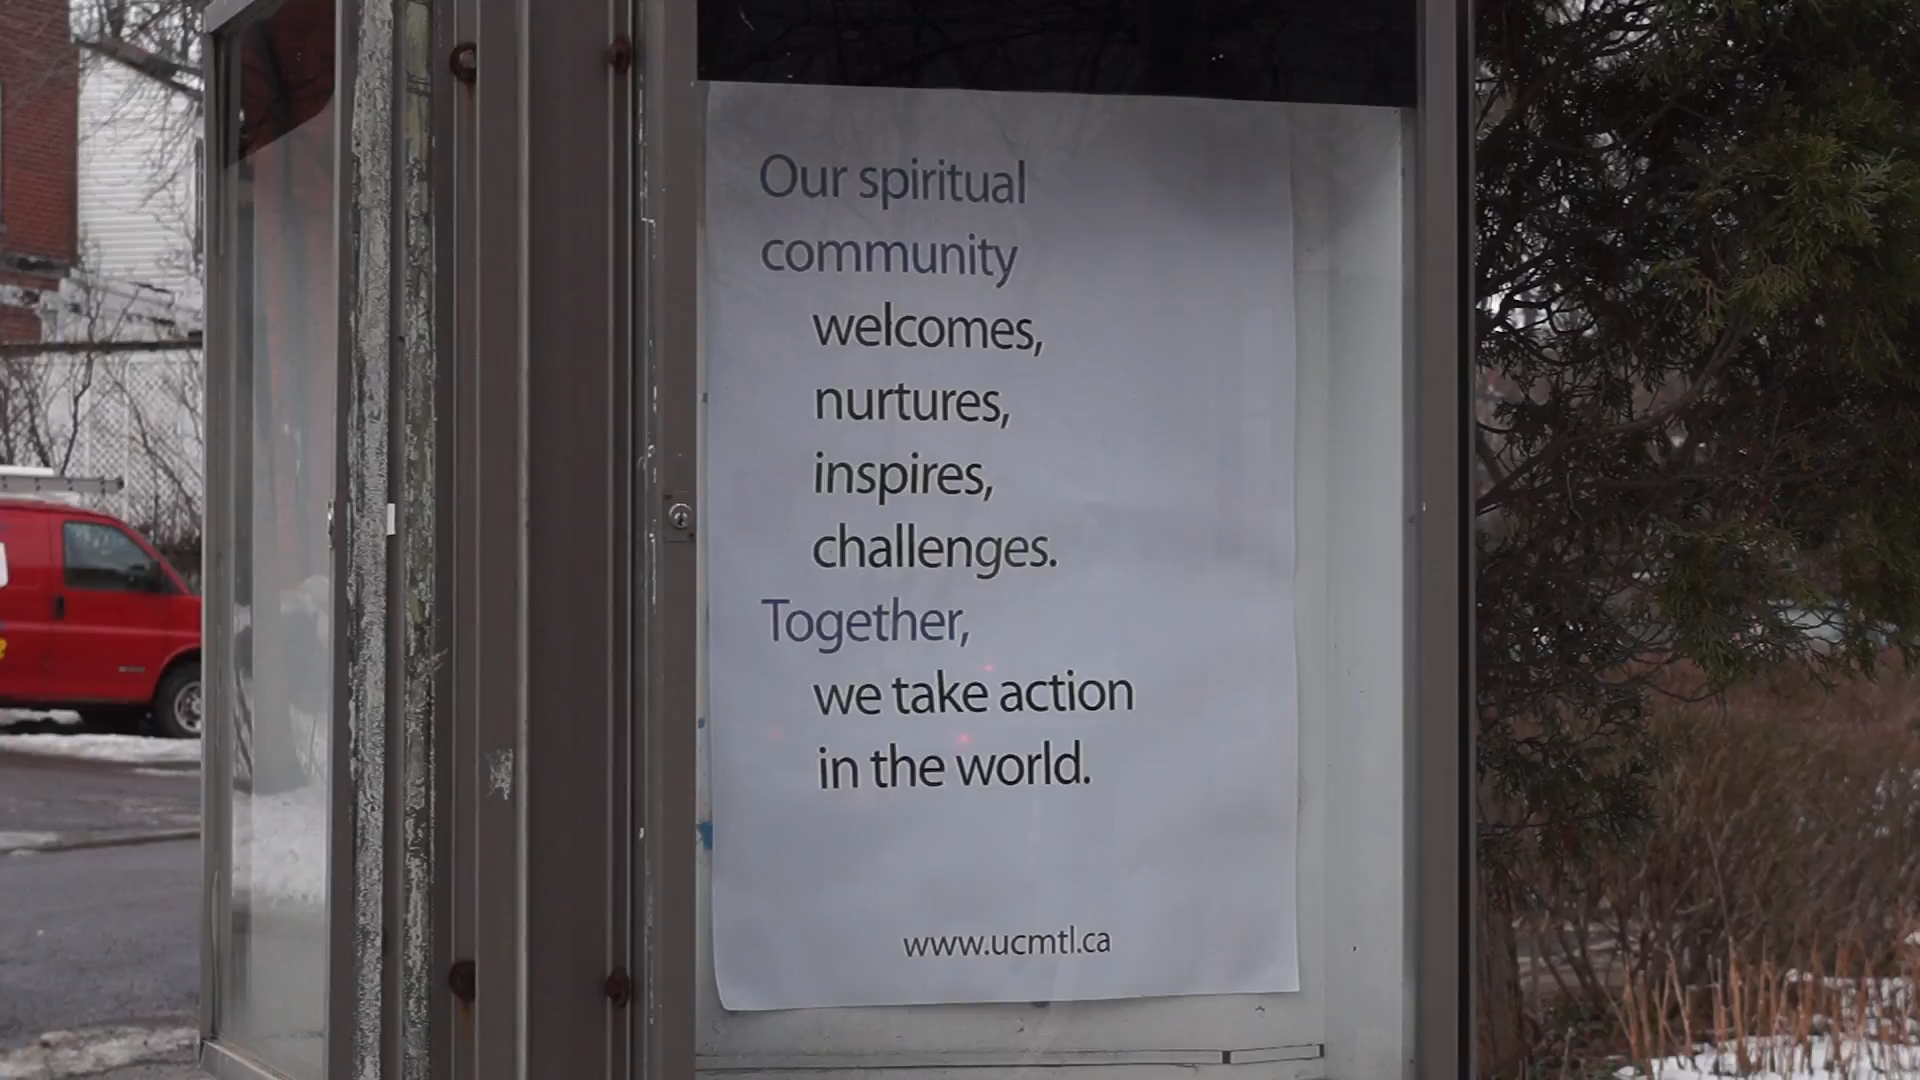 Our spiritual
community
welcomes,
nurtures,
inspires,
challenges.
Together,
we take action
in the world.
www.ucmtl.ca